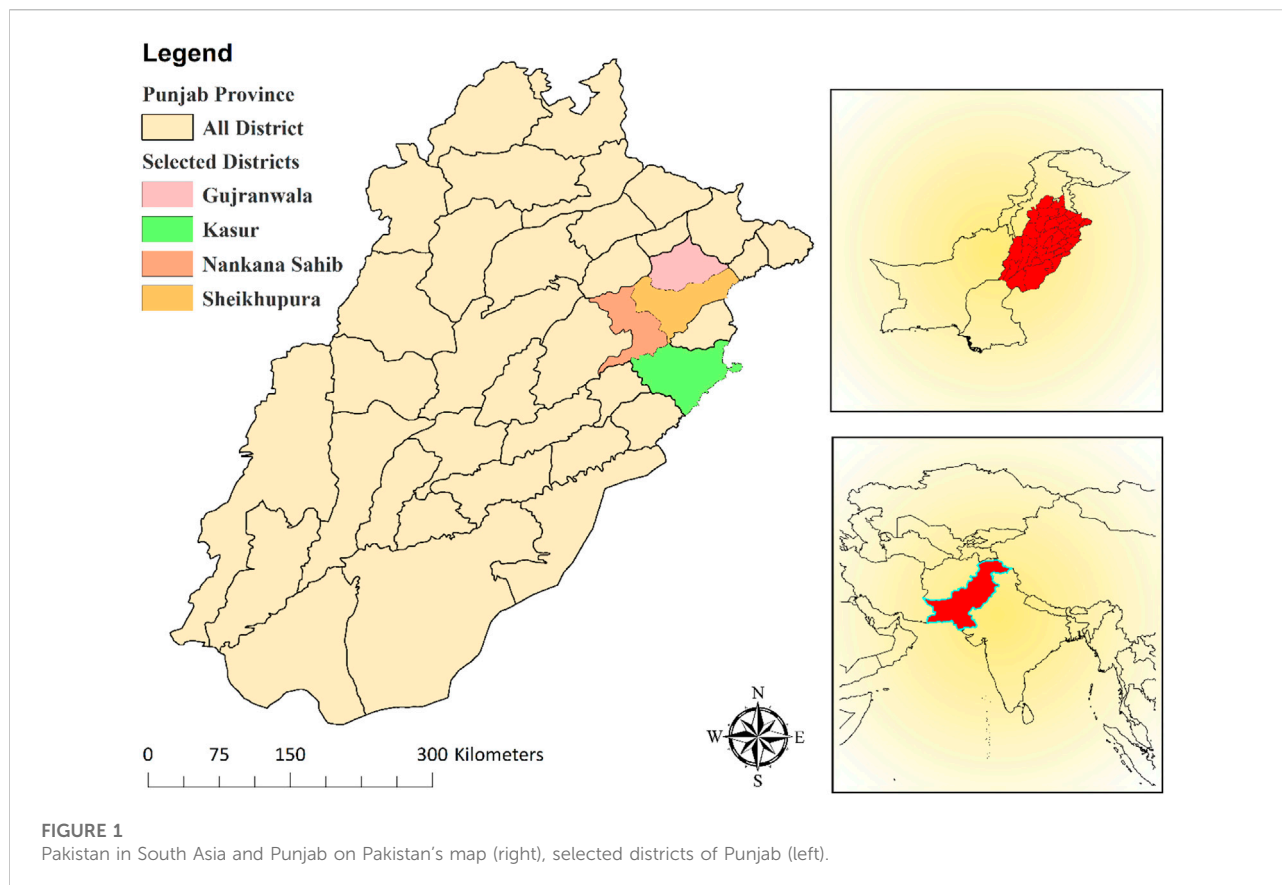 Legend
Punjab Province
All District
Selected Districts
Gujranwala
Kasur
Nankana Sahib
Sheikhupura
N
W E
S
0 75 150 300 Kilometers
FIGURE 1
Pakistan in South Asia and Punjab on Pakistan's map (right), selected districts of Punjab (left).